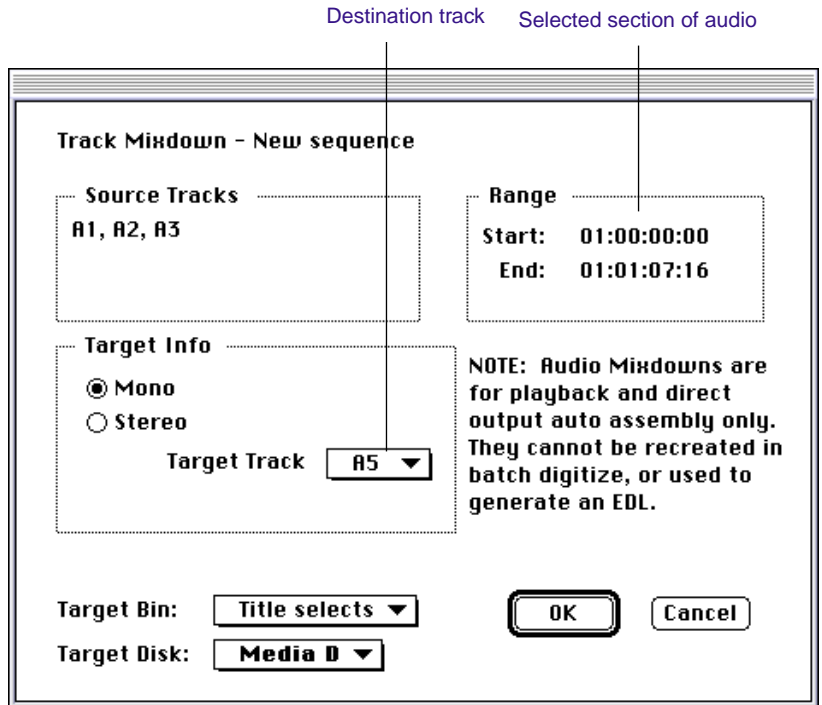 Destination track
Selected section of audio
Track Mixdown - New sequence
Source Tracks
A1, A2, A3
Range
Start: 01:00:00:00
End: 01:01:07:16
Target Info
Mono
Stereo
Target Track A5
NOTE: Audio Mixdowns are
for playback and direct
output auto assembly only.
They cannot be recreated in
batch digitize, or used to
generate an EDL.
Target Bin: Title selects
OK
Cancel
Target Disk: Media D